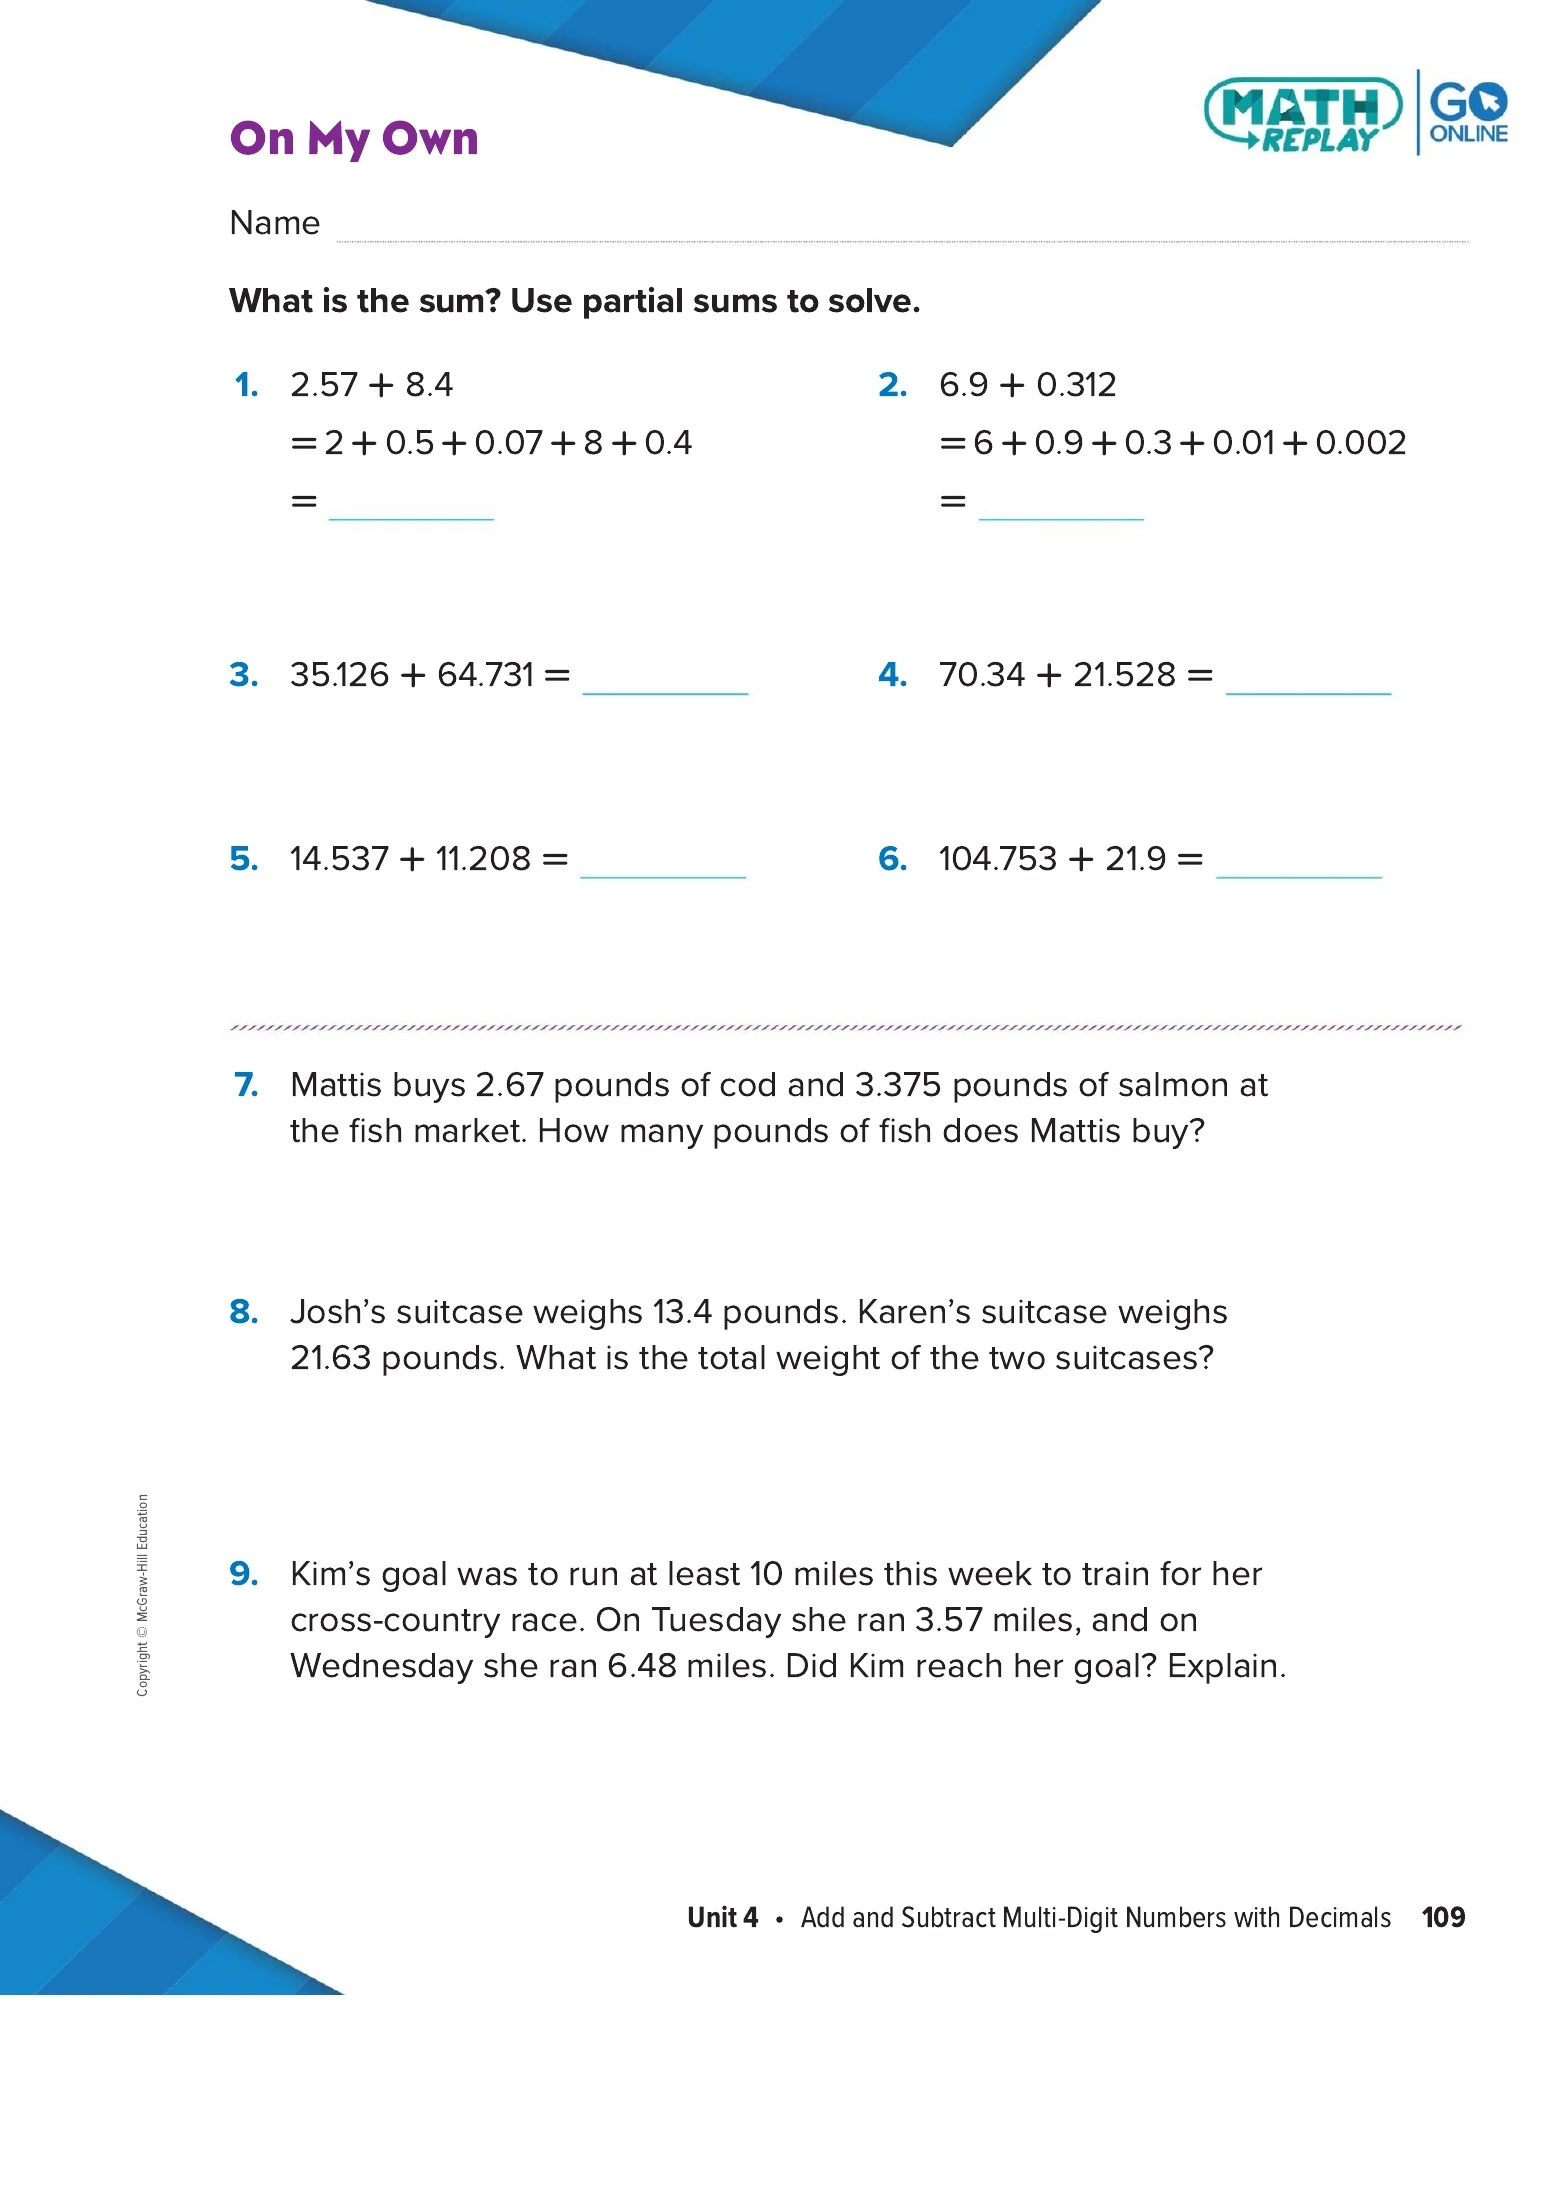 On My Own
MATH
REPLAY
GO
ONLINE
Name
What is the sum? Use partial sums to solve.
1. 2.57 + 8.4
= 2 + 0.5 + 0.07 + 8 + 0.4
=
2. 6.9 + 0.312
= 6 + 0.9 + 0.3 + 0.01 + 0.002
=
3. 35.126 + 64.731 =
4. 70.34 + 21.528 =
5. 14.537 + 11.208 =
6. 104.753 + 21.9 =
7. Mattis buys 2.67 pounds of cod and 3.375 pounds of salmon at
the fish market. How many pounds of fish does Mattis buy?
8. Josh’s suitcase weighs 13.4 pounds. Karen’s suitcase weighs
21.63 pounds. What is the total weight of the two suitcases?
9. Kim’s goal was to run at least 10 miles this week to train for her
cross-country race. On Tuesday she ran 3.57 miles, and on
Wednesday she ran 6.48 miles. Did Kim reach her goal? Explain.
Copyright © McGraw-Hill Education
Unit 4 • Add and Subtract Multi-Digit Numbers with Decimals 109